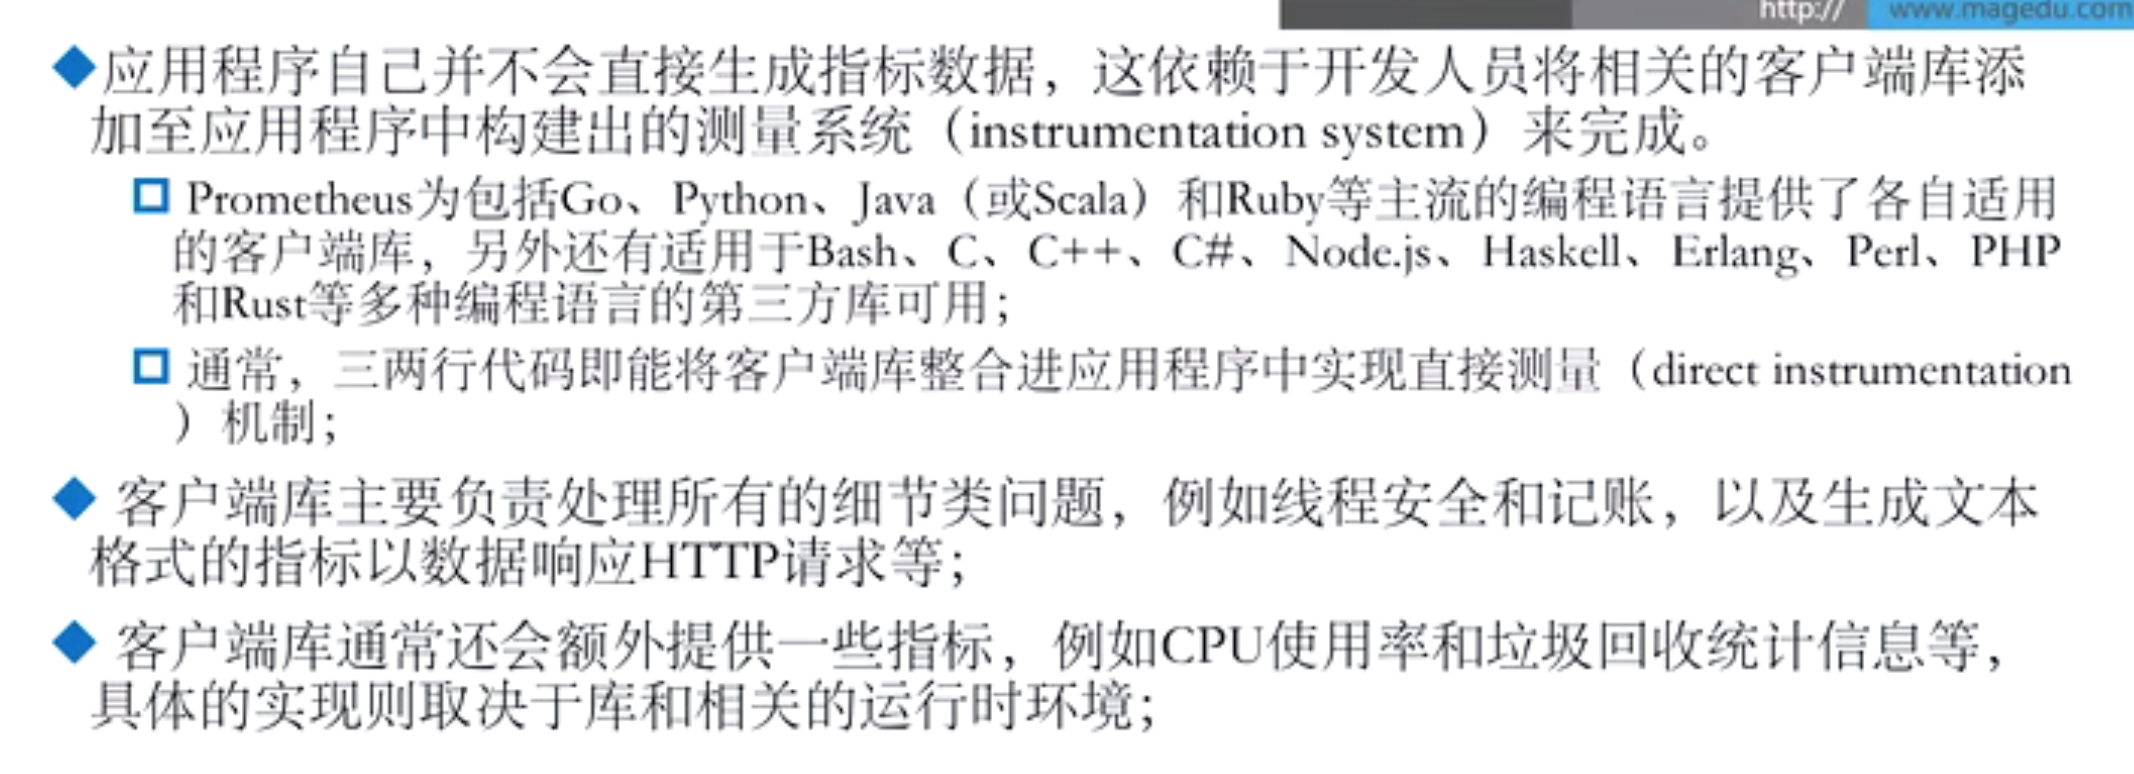 http:// www.magedu.com
◆应用程序自己并不会直接生成指标数据，这依赖于开发人员将相关的客户端库添
加至应用程序中构建出的测量系统（instrumentation system）来完成。
Prometheus为包括Go、Python、Java（或Scala）和Ruby等主流的编程语言提供了各自适用
的客户端库，另外还有适用于Bash、C、C++、C#、Node.js、Haskell、Erlang、Perl、PHP
和Rust等多种编程语言的第三方库可用；
通常，三两行代码即能将客户端库整合进应用程序中实现直接测量（direct instrumentation
）机制；
◆ 客户端库主要负责处理所有的细节类问题，例如线程安全和记账，以及生成文本
格式的指标以数据响应HTTP请求等；
◆ 客户端库通常还会额外提供一些指标，例如CPU使用率和垃圾回收统计信息等，
具体的实现则取决于库和相关的运行时环境；